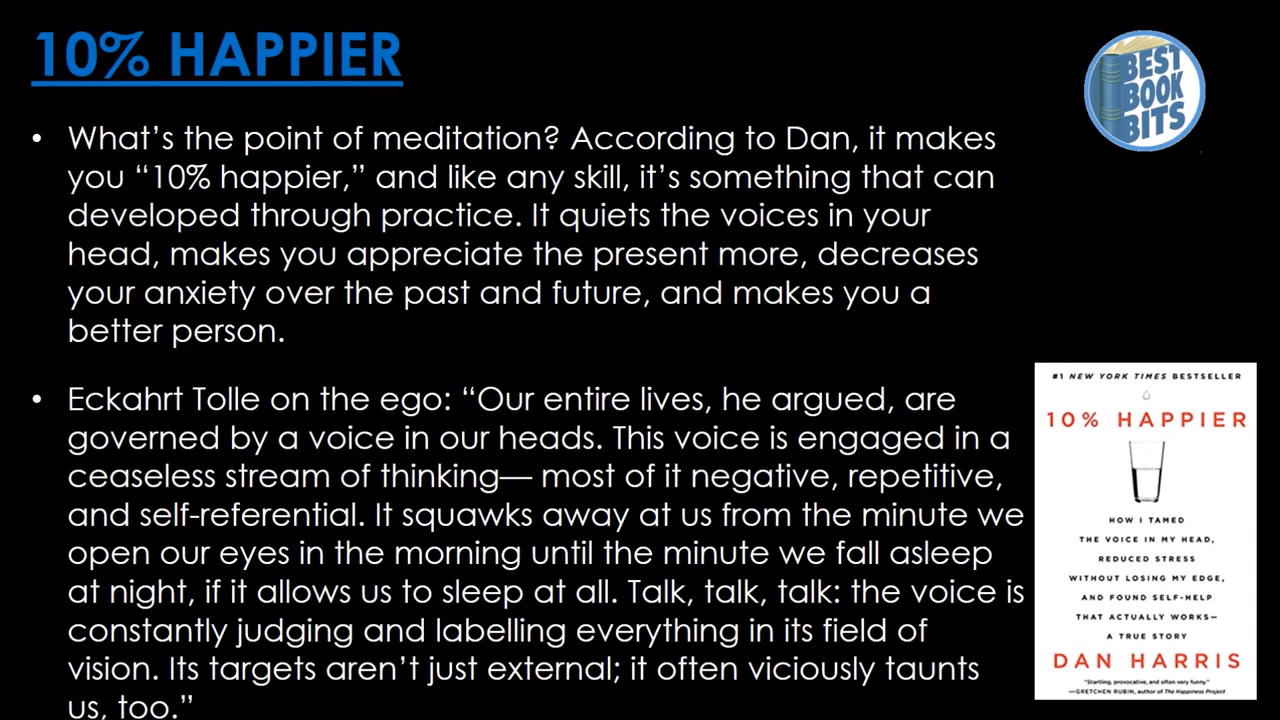 10% HAPPIER
BEST
BOOK
BITS
• What’s the point of meditation? According to Dan, it makes
you “10% happier,” and like any skill, it’s something that can
developed through practice. It quiets the voices in your
head, makes you appreciate the present more, decreases
your anxiety over the past and future, and makes you a
better person.
• Eckahrt Tolle on the ego: “Our entire lives, he argued, are
governed by a voice in our heads. This voice is engaged in a
ceaseless stream of thinking— most of it negative, repetitive,
and self-referential. It squawks away at us from the minute we
open our eyes in the morning until the minute we fall asleep
at night, if it allows us to sleep at all. Talk, talk, talk: the voice is
constantly judging and labelling everything in its field of
vision. Its targets aren’t just external; it often viciously taunts
us, too.”
#1 NEW YORK TIMES BESTSELLER
10% HAPPIER
HOW I TAMED
THE VOICE IN MY HEAD,
REDUCED STRESS
WITHOUT LOSING MY EDGE,
AND FOUND SELF-HELP
THAT ACTUALLY WORKS—
A TRUE STORY
DAN HARRIS
"Startling, provocative, and often very funny."
—GRETCHEN RUBIN, author of The Happiness Project